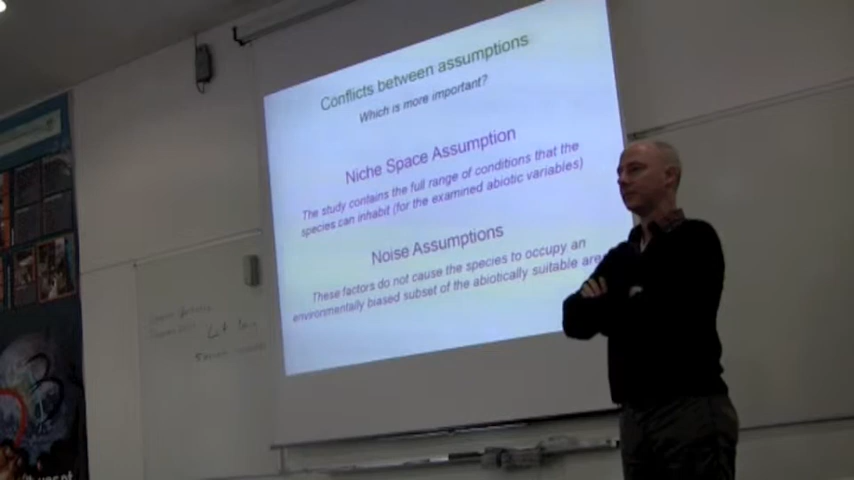 Conflicts between assumptions
Which is more important?
Niche Space Assumption
The study contains the full range of conditions that the
species can inhabit (for the examined abiotic variables)
Noise Assumptions
These factors do not cause the species to occupy an
environmentally biased subset of the abiotically suitable